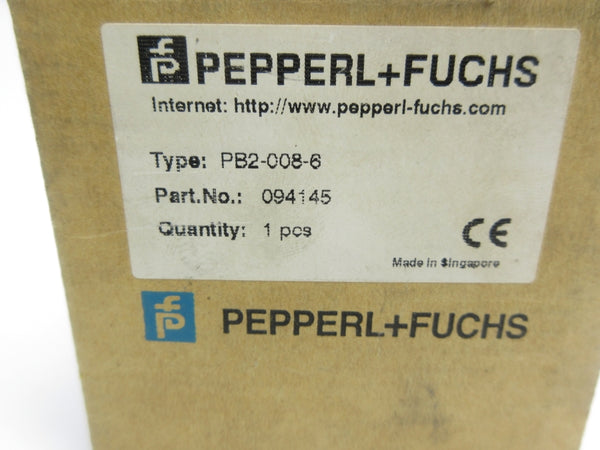 PEPPERL+FUCHS
Internet: http://www.pepperl-fuchs.com
Type: PB2-008-6
Part.No.: 094145
Quantity: 1 pcs
CE
Made in Singapore
PEPPERL+FUCHS